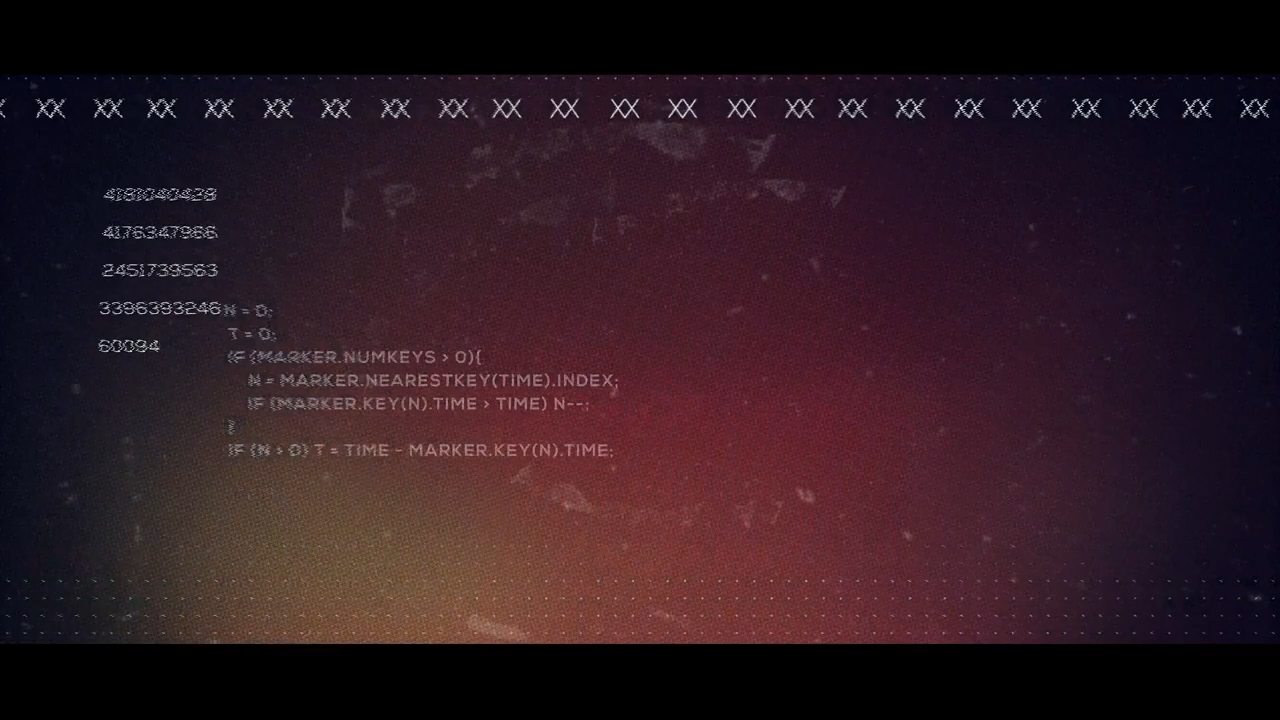 XX XX XX XX XX XX XX XX XX XX XX XX XX XX XX XX XX XX XX XX XX XX
4181040428
4176347966
2451739563
3396393246
60094
N = 0;
T = 0;
IF (MARKER.NUMKEYS > 0){
N = MARKER.NEARESTKEY(TIME).INDEX;
IF (MARKER.KEY(N).TIME > TIME) N--;
}
IF (N > 0) T = TIME - MARKER.KEY(N).TIME;